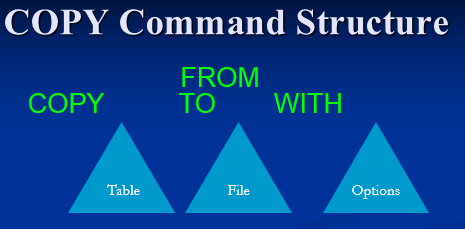 COPY Command Structure
FROM
COPY TO WITH
Table File Options